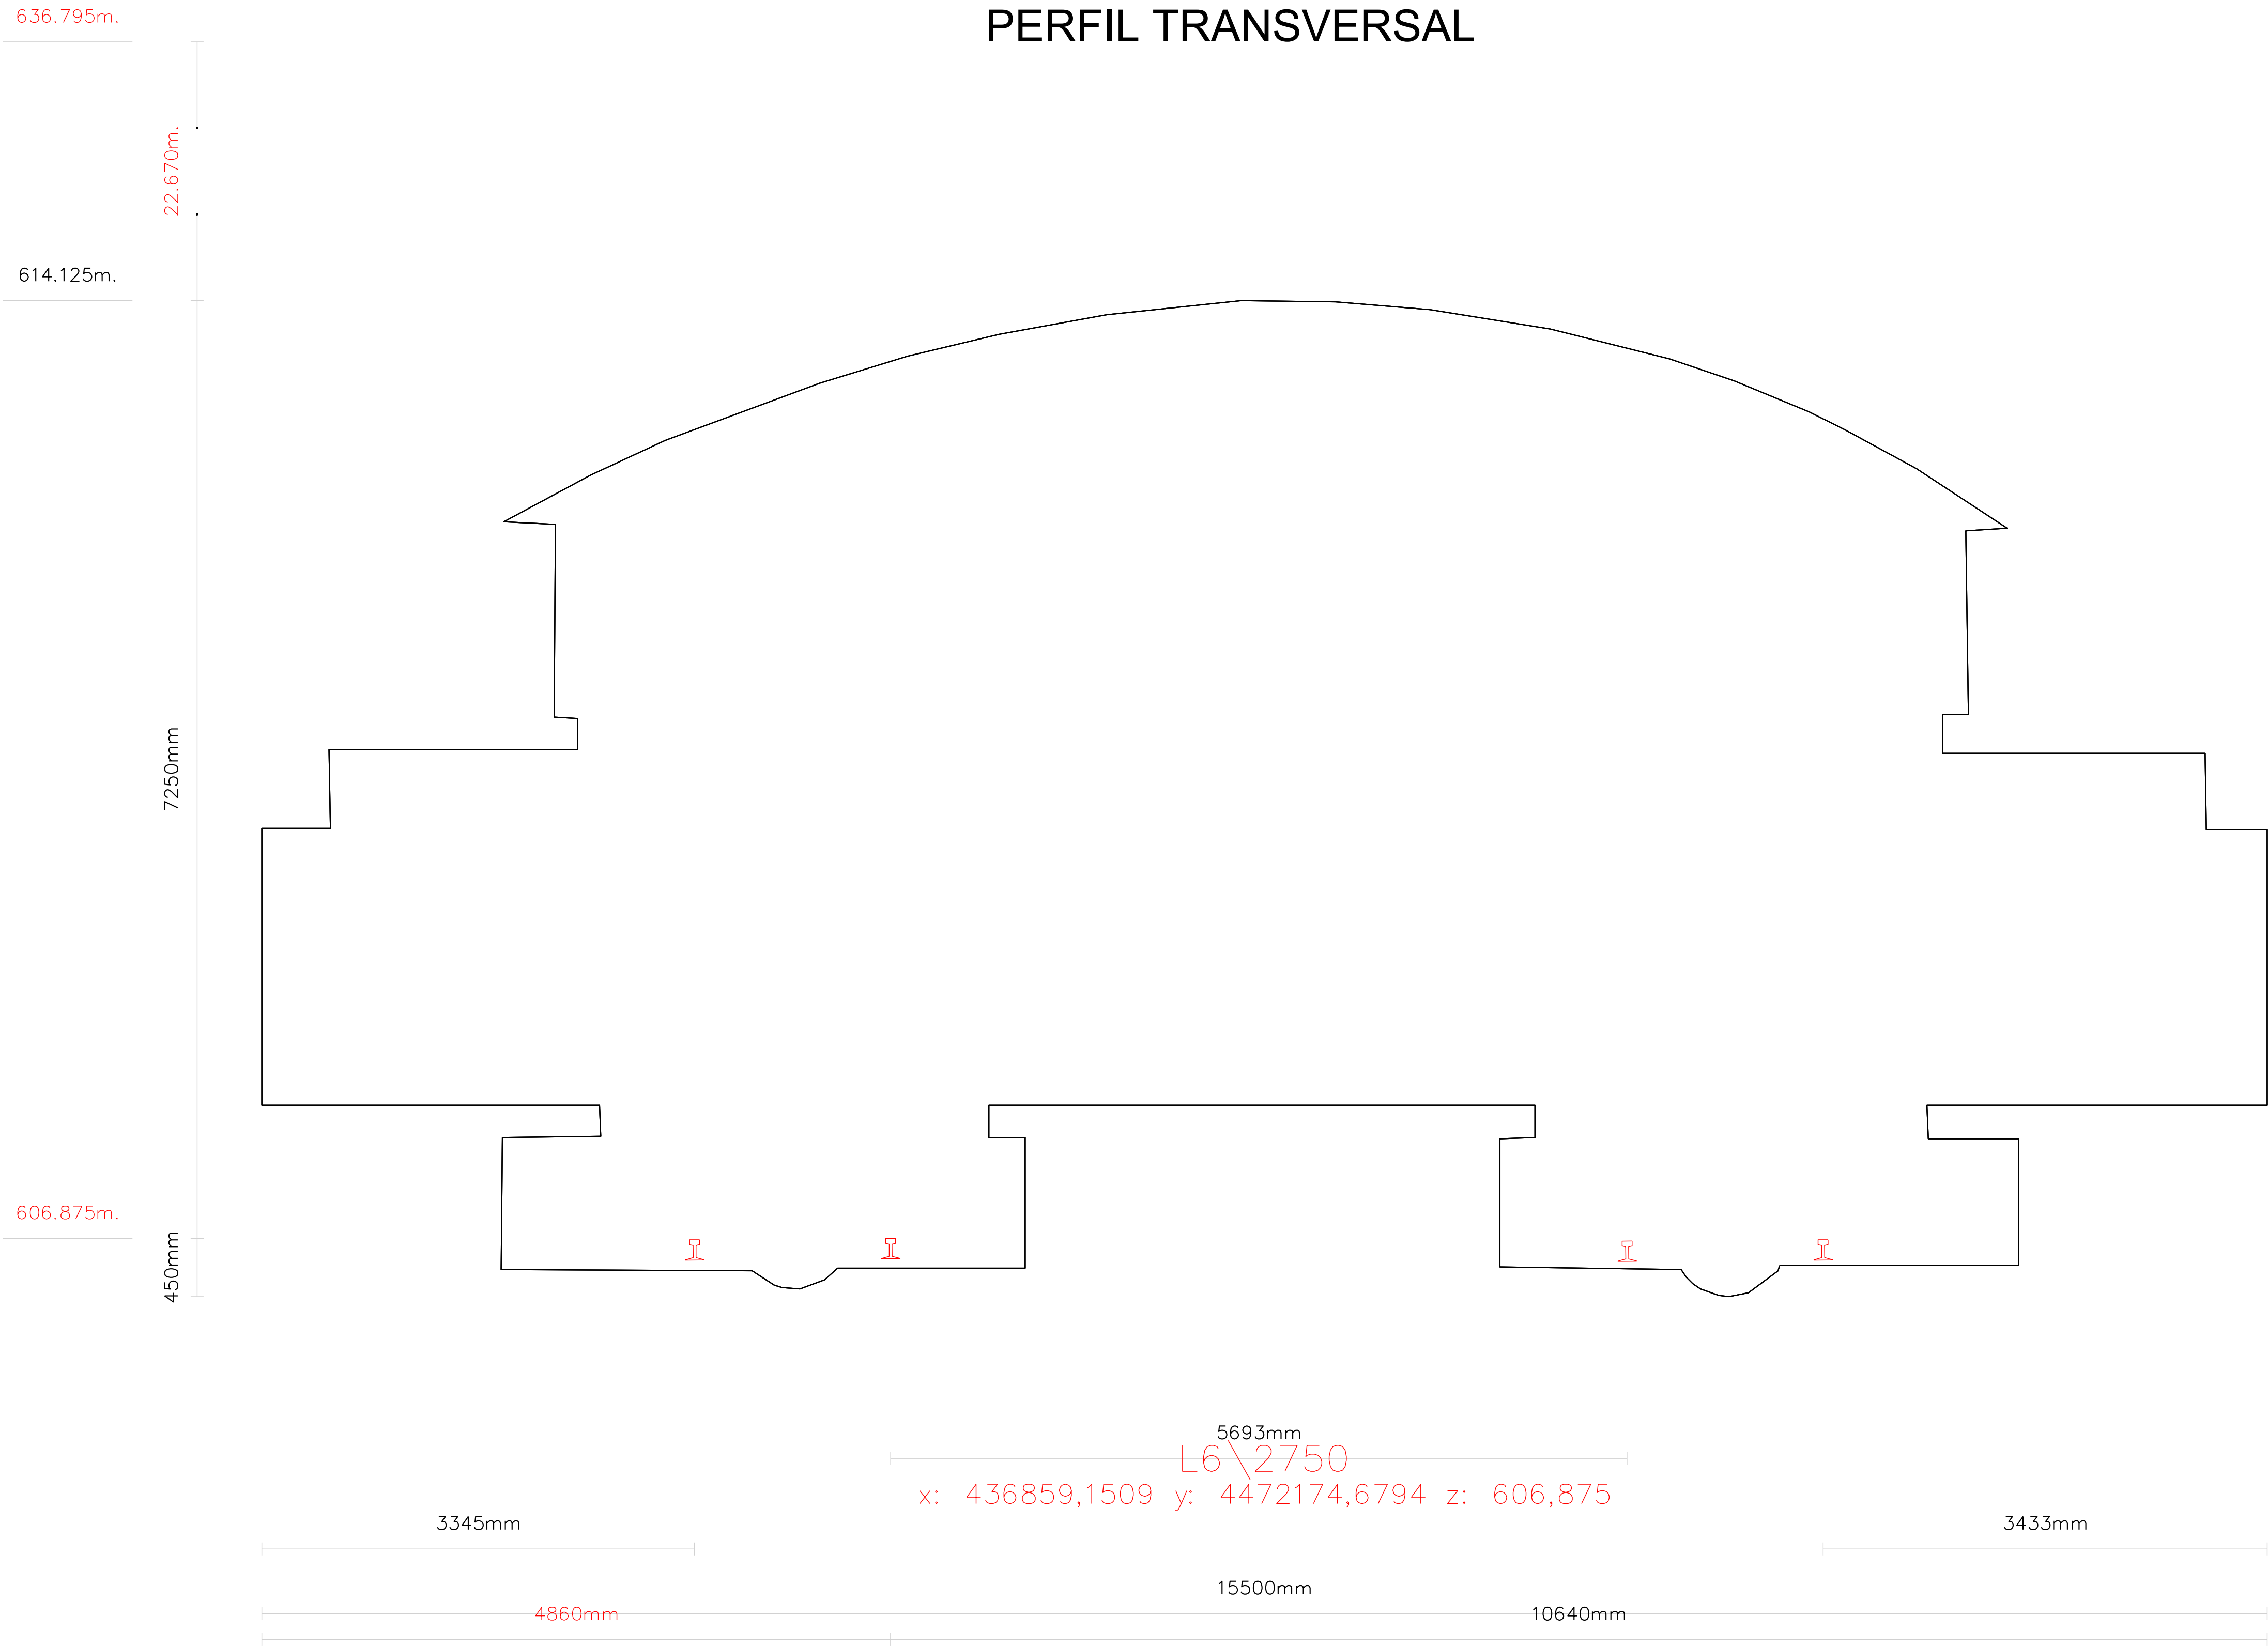 PERFIL TRANSVERSAL
636.795m.
22.670m.
614.125m.
7250mm
606.875m.
450mm
5693mm
L6\2750
x: 436859,1509 y: 4472174,6794 z: 606,875
3345mm
3433mm
15500mm
4860mm
10640mm